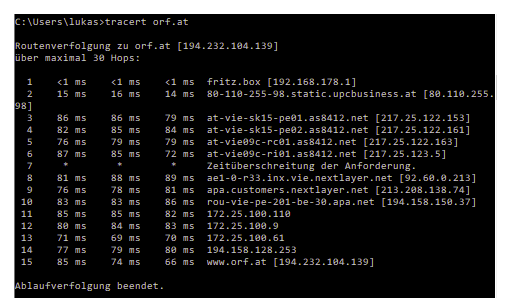 C:\Users\lukas>tracert orf.at
Routenverfolgung zu orf.at [194.232.104.139]
über maximal 30 Hops:
1 <1 ms <1 ms <1 ms fritz.box [192.168.178.1]
2 15 ms 16 ms 14 ms 80-110-255-98.static.upcbusiness.at [80.110.255.
98]
3 86 ms 86 ms 79 ms at-vie-sk15-pe01.as8412.net [217.25.122.153]
4 82 ms 85 ms 84 ms at-vie-sk15-pe02.as8412.net [217.25.122.161]
5 76 ms 79 ms 79 ms at-vie09c-rc01.as8412.net [217.25.122.163]
6 87 ms 85 ms 72 ms at-vie09c-ri01.as8412.net [217.25.123.5]
7 * * * Zeitüberschreitung der Anforderung.
8 81 ms 88 ms 89 ms ae1-0-r33.inx.vie.nextlayer.net [92.60.0.213]
9 76 ms 78 ms 81 ms apa.customers.nextlayer.net [213.208.138.74]
10 83 ms 83 ms 86 ms rou-vie-pe-201-be-30.apa.net [194.158.150.37]
11 85 ms 85 ms 82 ms 172.25.100.110
12 80 ms 84 ms 83 ms 172.25.100.9
13 71 ms 69 ms 70 ms 172.25.100.61
14 77 ms 79 ms 80 ms 194.158.128.253
15 85 ms 74 ms 66 ms www.orf.at [194.232.104.139]
Ablaufverfolgung beendet.